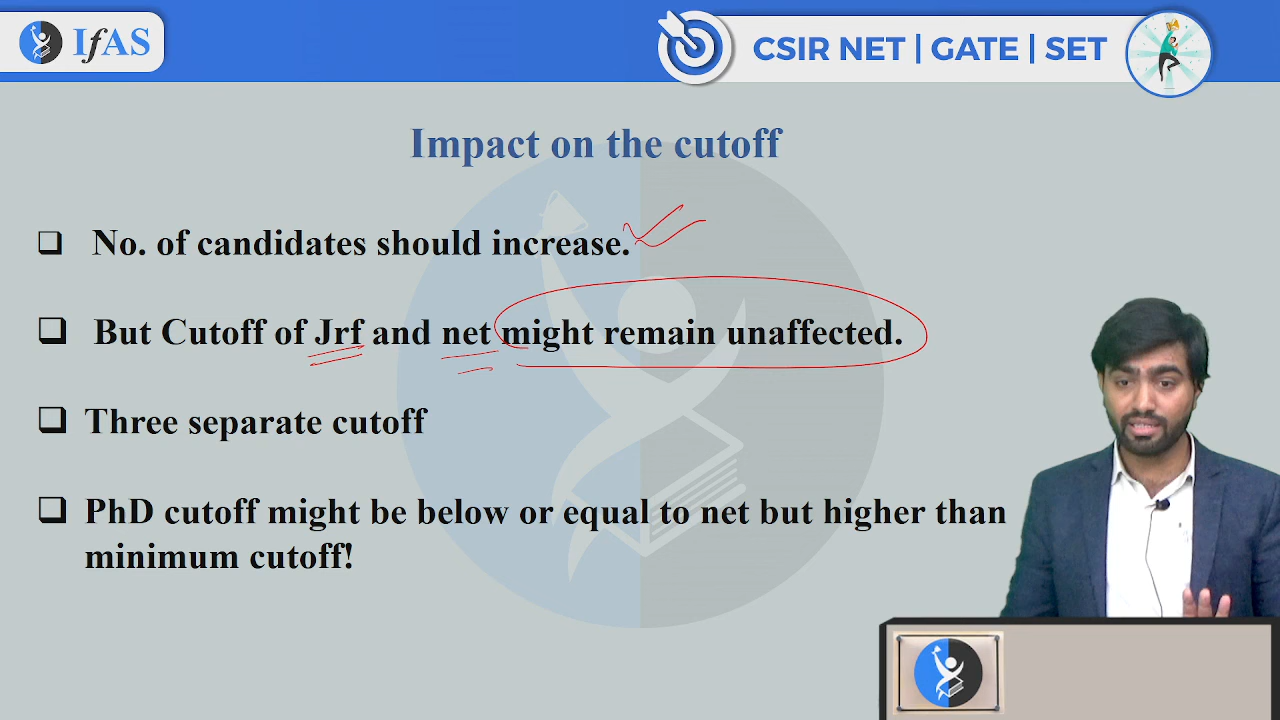 IfAS
CSIR NET | GATE | SET
Impact on the cutoff
No. of candidates should increase.
But Cutoff of Jrf and net might remain unaffected.
Three separate cutoff
PhD cutoff might be below or equal to net but higher than
minimum cutoff!